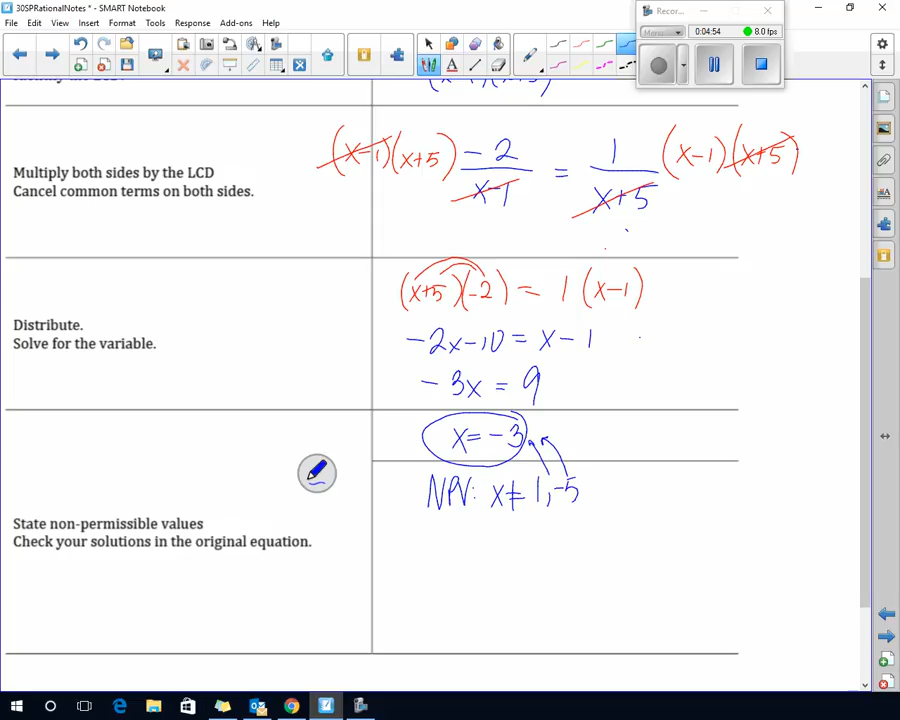 30SPRationalNotes * - SMART Notebook
Recor...
File Edit View Insert Format Tools Response Add-ons Help
Menu
0:04:54
8.0 fps
Multiply both sides by the LCD
Cancel common terms on both sides.
(x-1)(x+5) -2/x-1 = 1/x+5 (x-1)(x+5)
Distribute.
Solve for the variable.
(x+5)(-2) = 1(x-1)
-2x-10 = x-1
-3x = 9
x = -3
NPV: x≠1,-5
State non-permissible values
Check your solutions in the original equation.